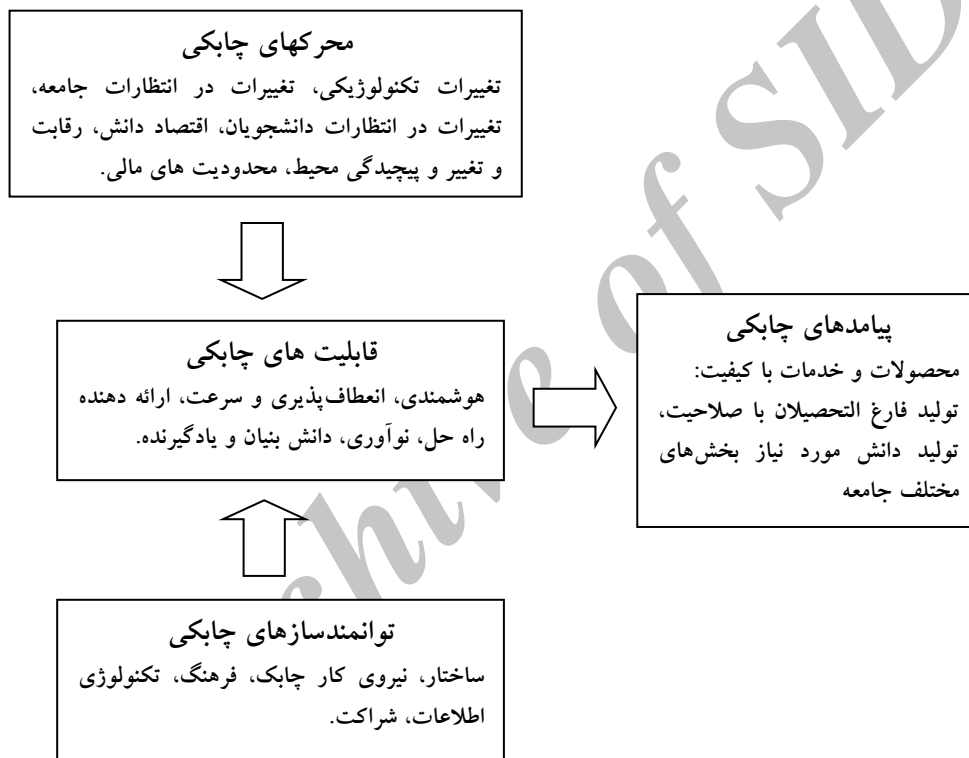 محرکهای چابکی
تغییرات تکنولوژیکی، تغییرات در انتظارات جامعه،
تغییرات در انتظارات دانشجویان، اقتصاد دانش، رقابت
و تغییر و پیچیدگی محیط، محدودیت های مالی.
قابلیت های چابکی
هوشمندی، انعطاف‌پذیری و سرعت، ارائه دهنده
راه حل، نوآوری، دانش بنیان و یادگیرنده.
پیامدهای چابکی
محصولات و خدمات با کیفیت:
تولید فارغ التحصیلان با صلاحیت،
تولید دانش مورد نیاز بخش‌های
مختلف جامعه
توانمندسازهای چابکی
ساختار، نیروی کار چابک، فرهنگ، تکنولوژی
اطلاعات، شراکت.
of SID